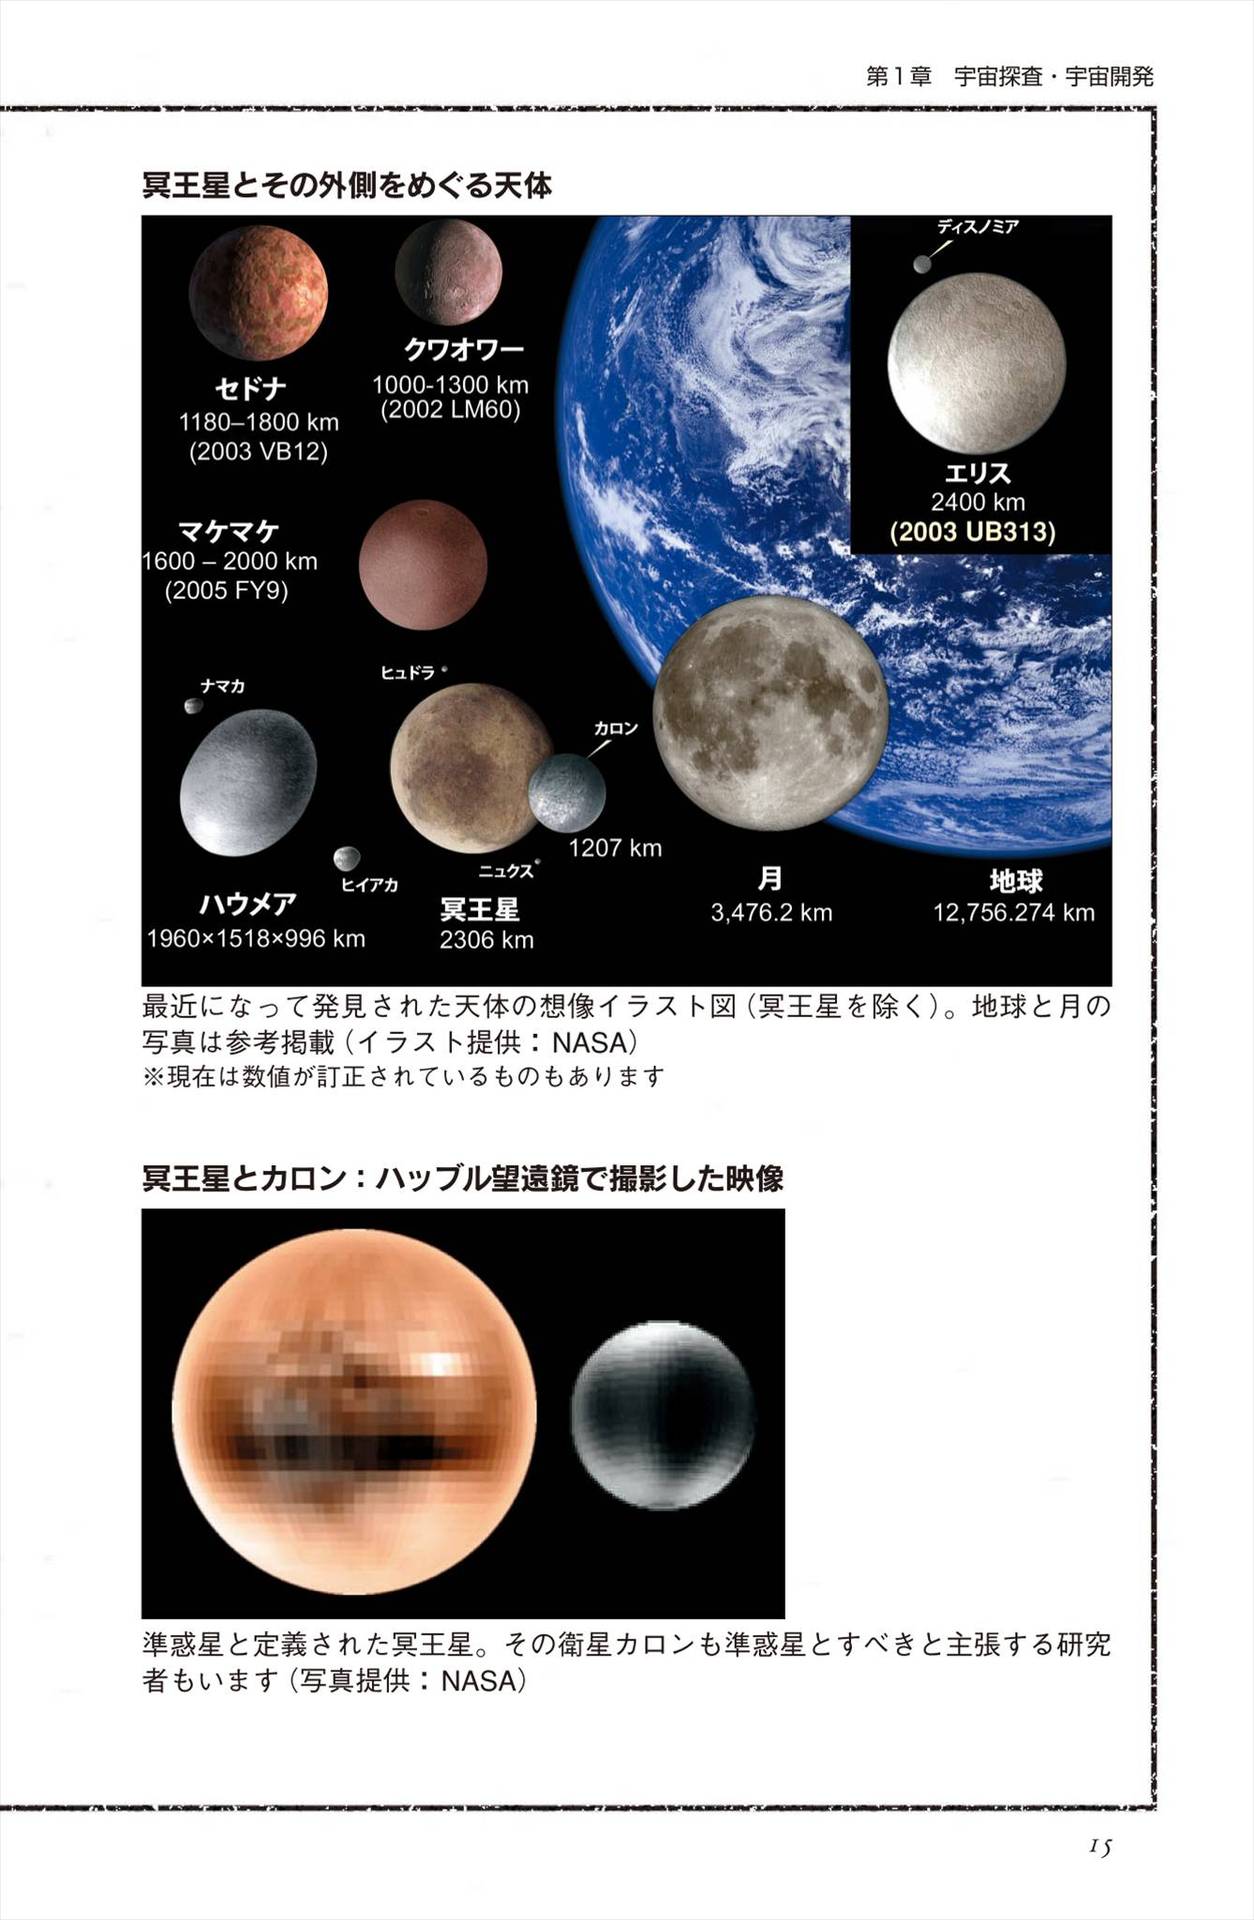 第1章　宇宙探査・宇宙開発
冥王星とその外側をめぐる天体
ディスノミア
セドナ
1180–1800 km
(2003 VB12)
クワオワー
1000-1300 km
(2002 LM60)
エリス
2400 km
(2003 UB313)
マケマケ
1600 – 2000 km
(2005 FY9)
ヒュドラ
ナマカ
カロン
1207 km
ニュクス
ヒイアカ
ハウメア
1960×1518×996 km
冥王星
2306 km
月
3,476.2 km
地球
12,756.274 km
最近になって発見された天体の想像イラスト図（冥王星を除く）。地球と月の
写真は参考掲載（イラスト提供：NASA）
※現在は数値が訂正されているものもあります
冥王星とカロン：ハッブル望遠鏡で撮影した映像
準惑星と定義された冥王星。その衛星カロンも準惑星とすべきと主張する研究
者もいます（写真提供：NASA）
15